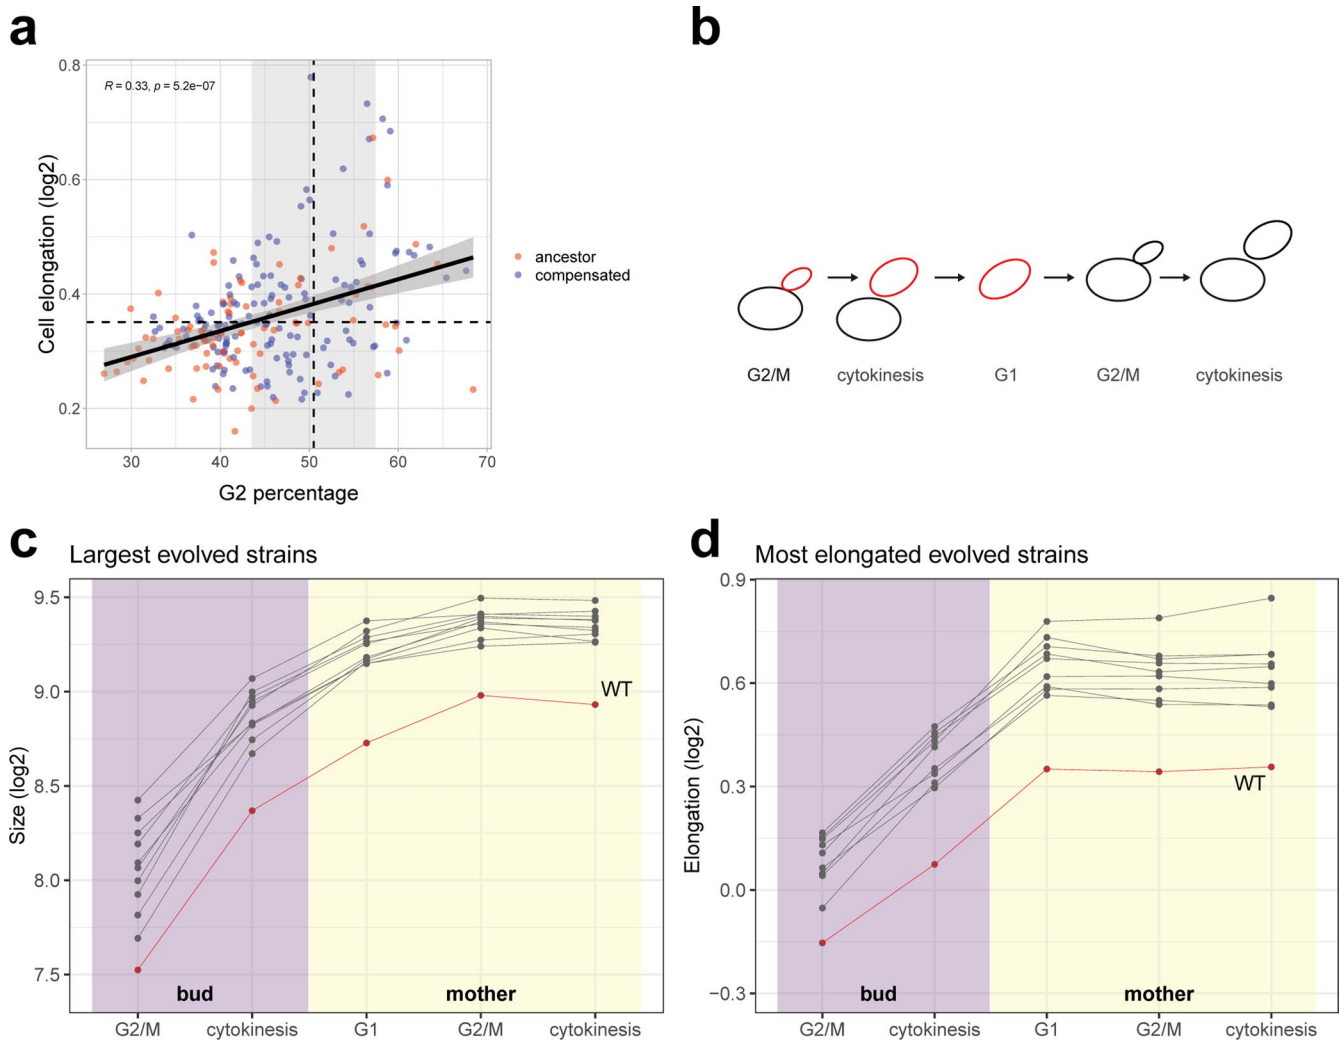 a
R = 0.33, p = 5.2e−07
Cell elongation (log2)
0.8
0.6
0.4
0.2
30 40 50 60 70
G2 percentage
ancestor
compensated
b
G2/M cytokinesis G1 G2/M cytokinesis
c
Largest evolved strains
Size (log2)
9.5
9.0
8.5
8.0
7.5
WT
bud mother
G2/M cytokinesis G1 G2/M cytokinesis
d
Most elongated evolved strains
Elongation (log2)
0.9
0.6
0.3
0.0
−0.3
WT
bud mother
G2/M cytokinesis G1 G2/M cytokinesis